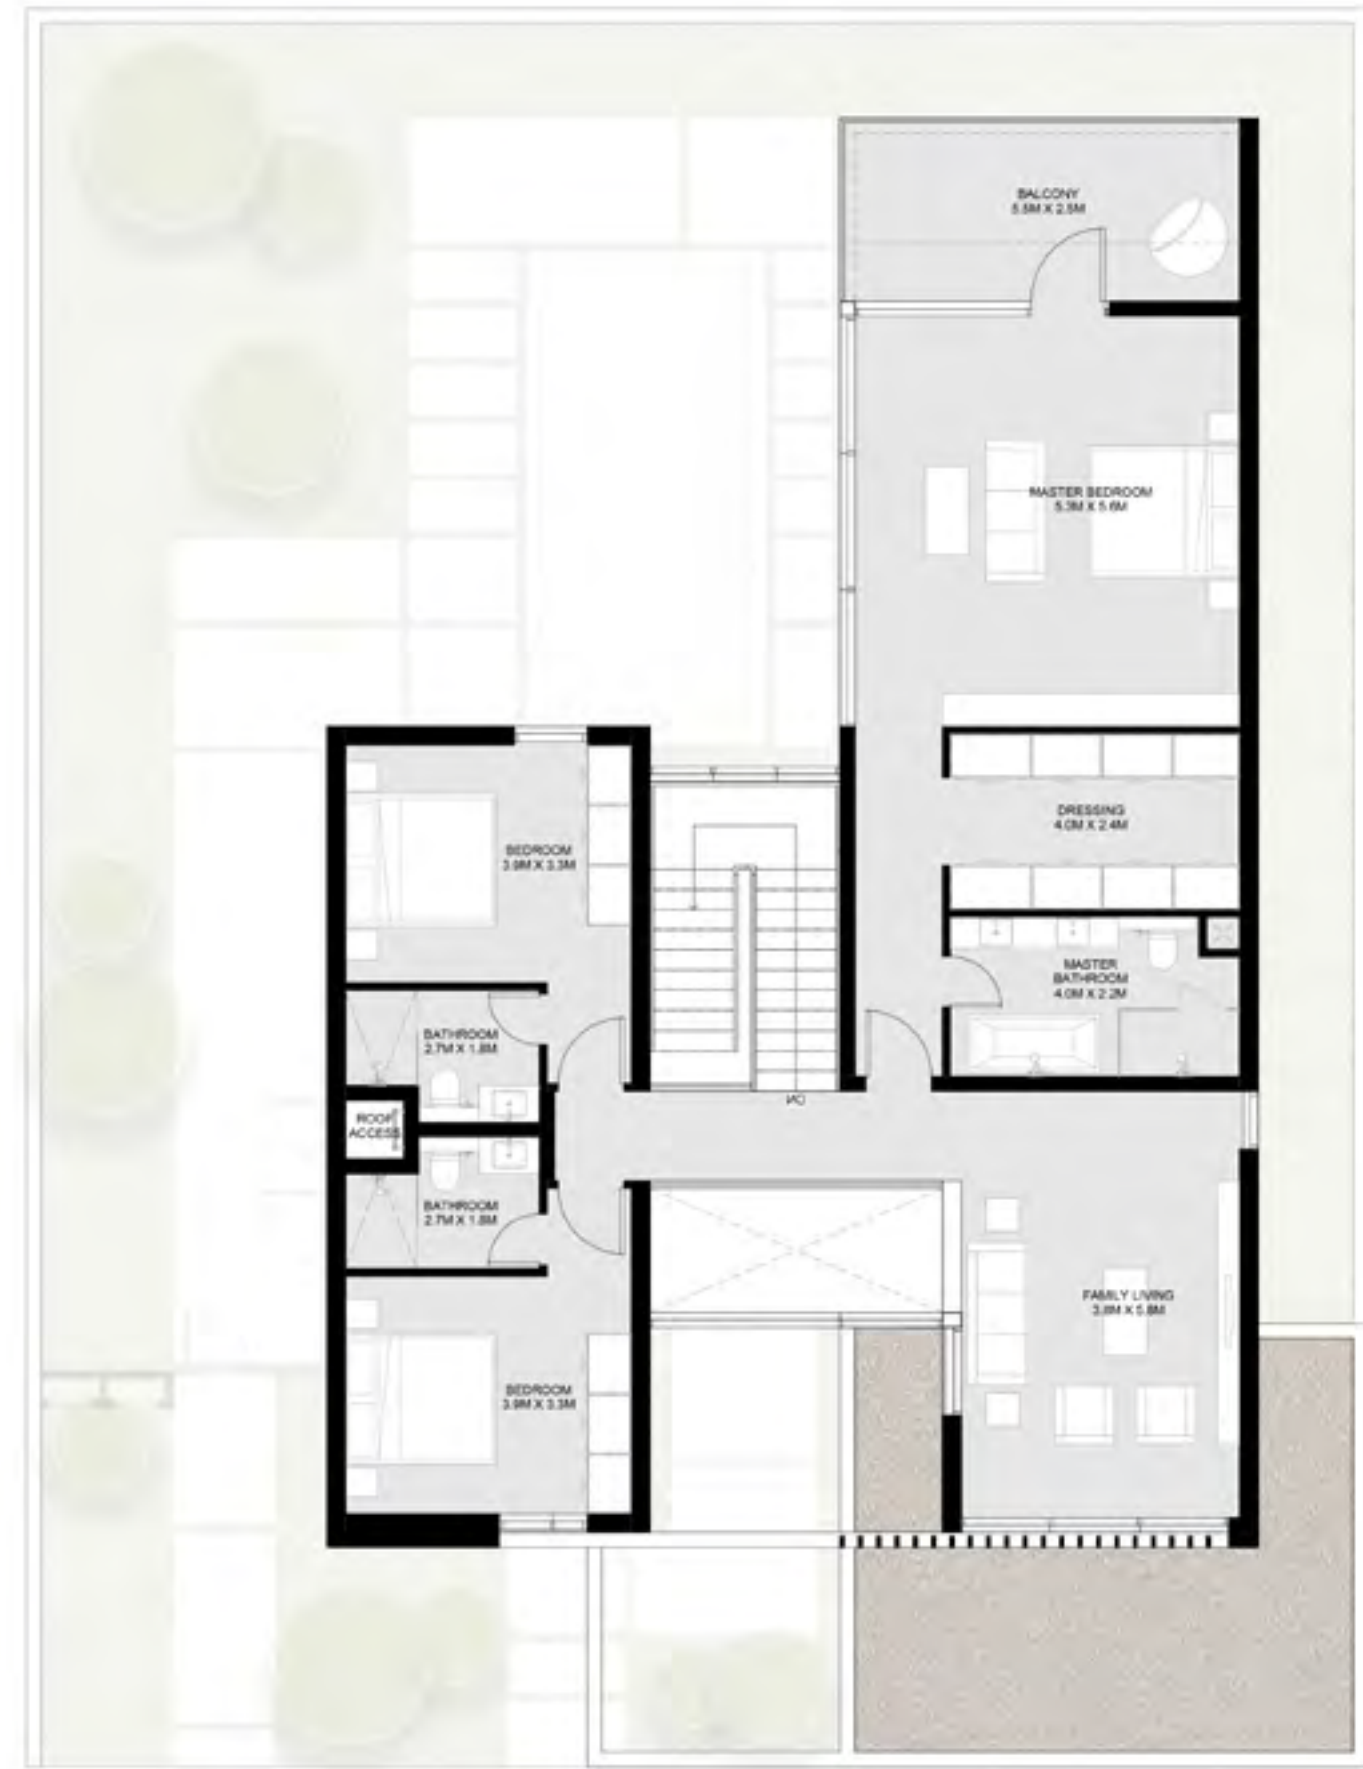 BALCONY
5.5M X 2.5M
MASTER BEDROOM
5.3M X 5.6M
DRESSING
4.0M X 2.4M
BEDROOM
3.9M X 3.3M
MASTER
BATHROOM
4.0M X 2.2M
BATHROOM
2.7M X 1.8M
DN
ROOF
ACCESS
BATHROOM
2.7M X 1.8M
FAMILY LIVING
3.8M X 5.8M
BEDROOM
3.9M X 3.3M